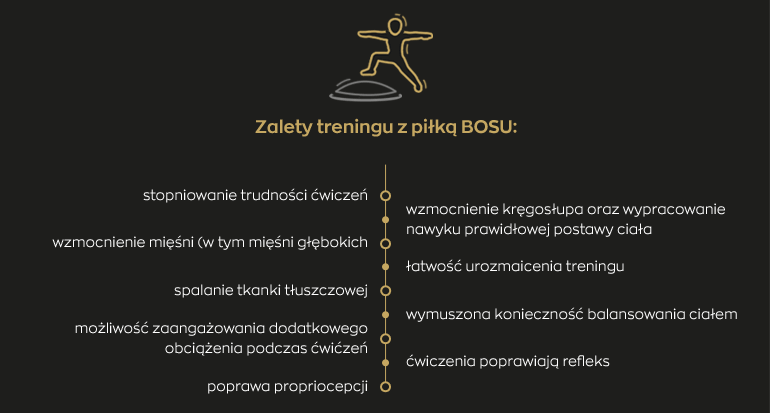 Zalety treningu z piłką BOSU:
stopniowanie trudności ćwiczeń
wzmocnienie kręgosłupa oraz wypracowanie
nawyku prawidłowej postawy ciała
wzmocnienie mięśni (w tym mięśni głębokich
łatwość urozmaicenia treningu
spalanie tkanki tłuszczowej
wymuszona konieczność balansowania ciałem
możliwość zaangażowania dodatkowego
obciążenia podczas ćwićzeń
ćwiczenia poprawiają refleks
poprawa propriocepcji